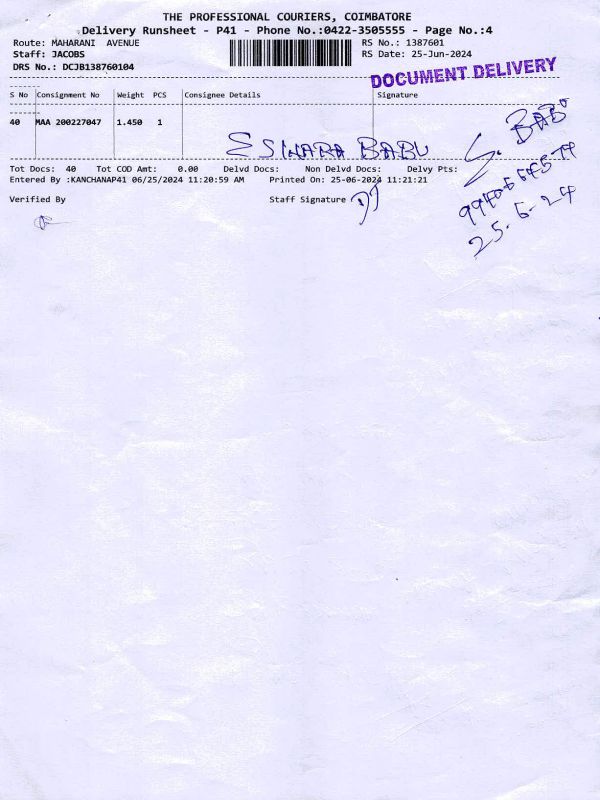 THE PROFESSIONAL COURIERS, COIMBATORE
Delivery Runsheet - P41 - Phone No.:0422-3505555 - Page No.:4
Route: MAHARANI AVENUE
RS No.: 1387601
Staff: JACOBS
RS Date: 25-Jun-2024
DRS No.: DCJB138760104
DOCUMENT DELIVERY
S No Consignment No Weight PCS Consignee Details Signature
40 MAA 200227047 1.450 1
ESWARA BABU
S. BABU
25-6-24
Tot Docs: 40 Tot COD Amt: 0.00 Delvd Docs: Non Delvd Docs: Delvy Pts:
Entered By :KANCHANAP41 06/25/2024 11:20:59 AM Printed On: 25-06-2024 11:21:21
Verified By Staff Signature